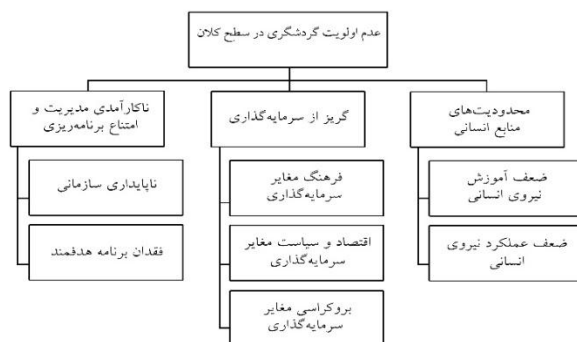 عدم اولویت گردشگری در سطح کلان
محدودیت‌های
منابع انسانی
ضعف آموزش
نیروی انسانی
ضعف عملکرد نیروی
انسانی
گریز از سرمایه‌گذاری
فرهنگ مغایر
سرمایه‌گذاری
اقتصاد و سیاست مغایر
سرمایه‌گذاری
بروکراسی مغایر
سرمایه‌گذاری
ناکارآمدی مدیریت و
امتناع برنامه‌ریزی
ناپایداری سازمانی
فقدان برنامه هدفمند